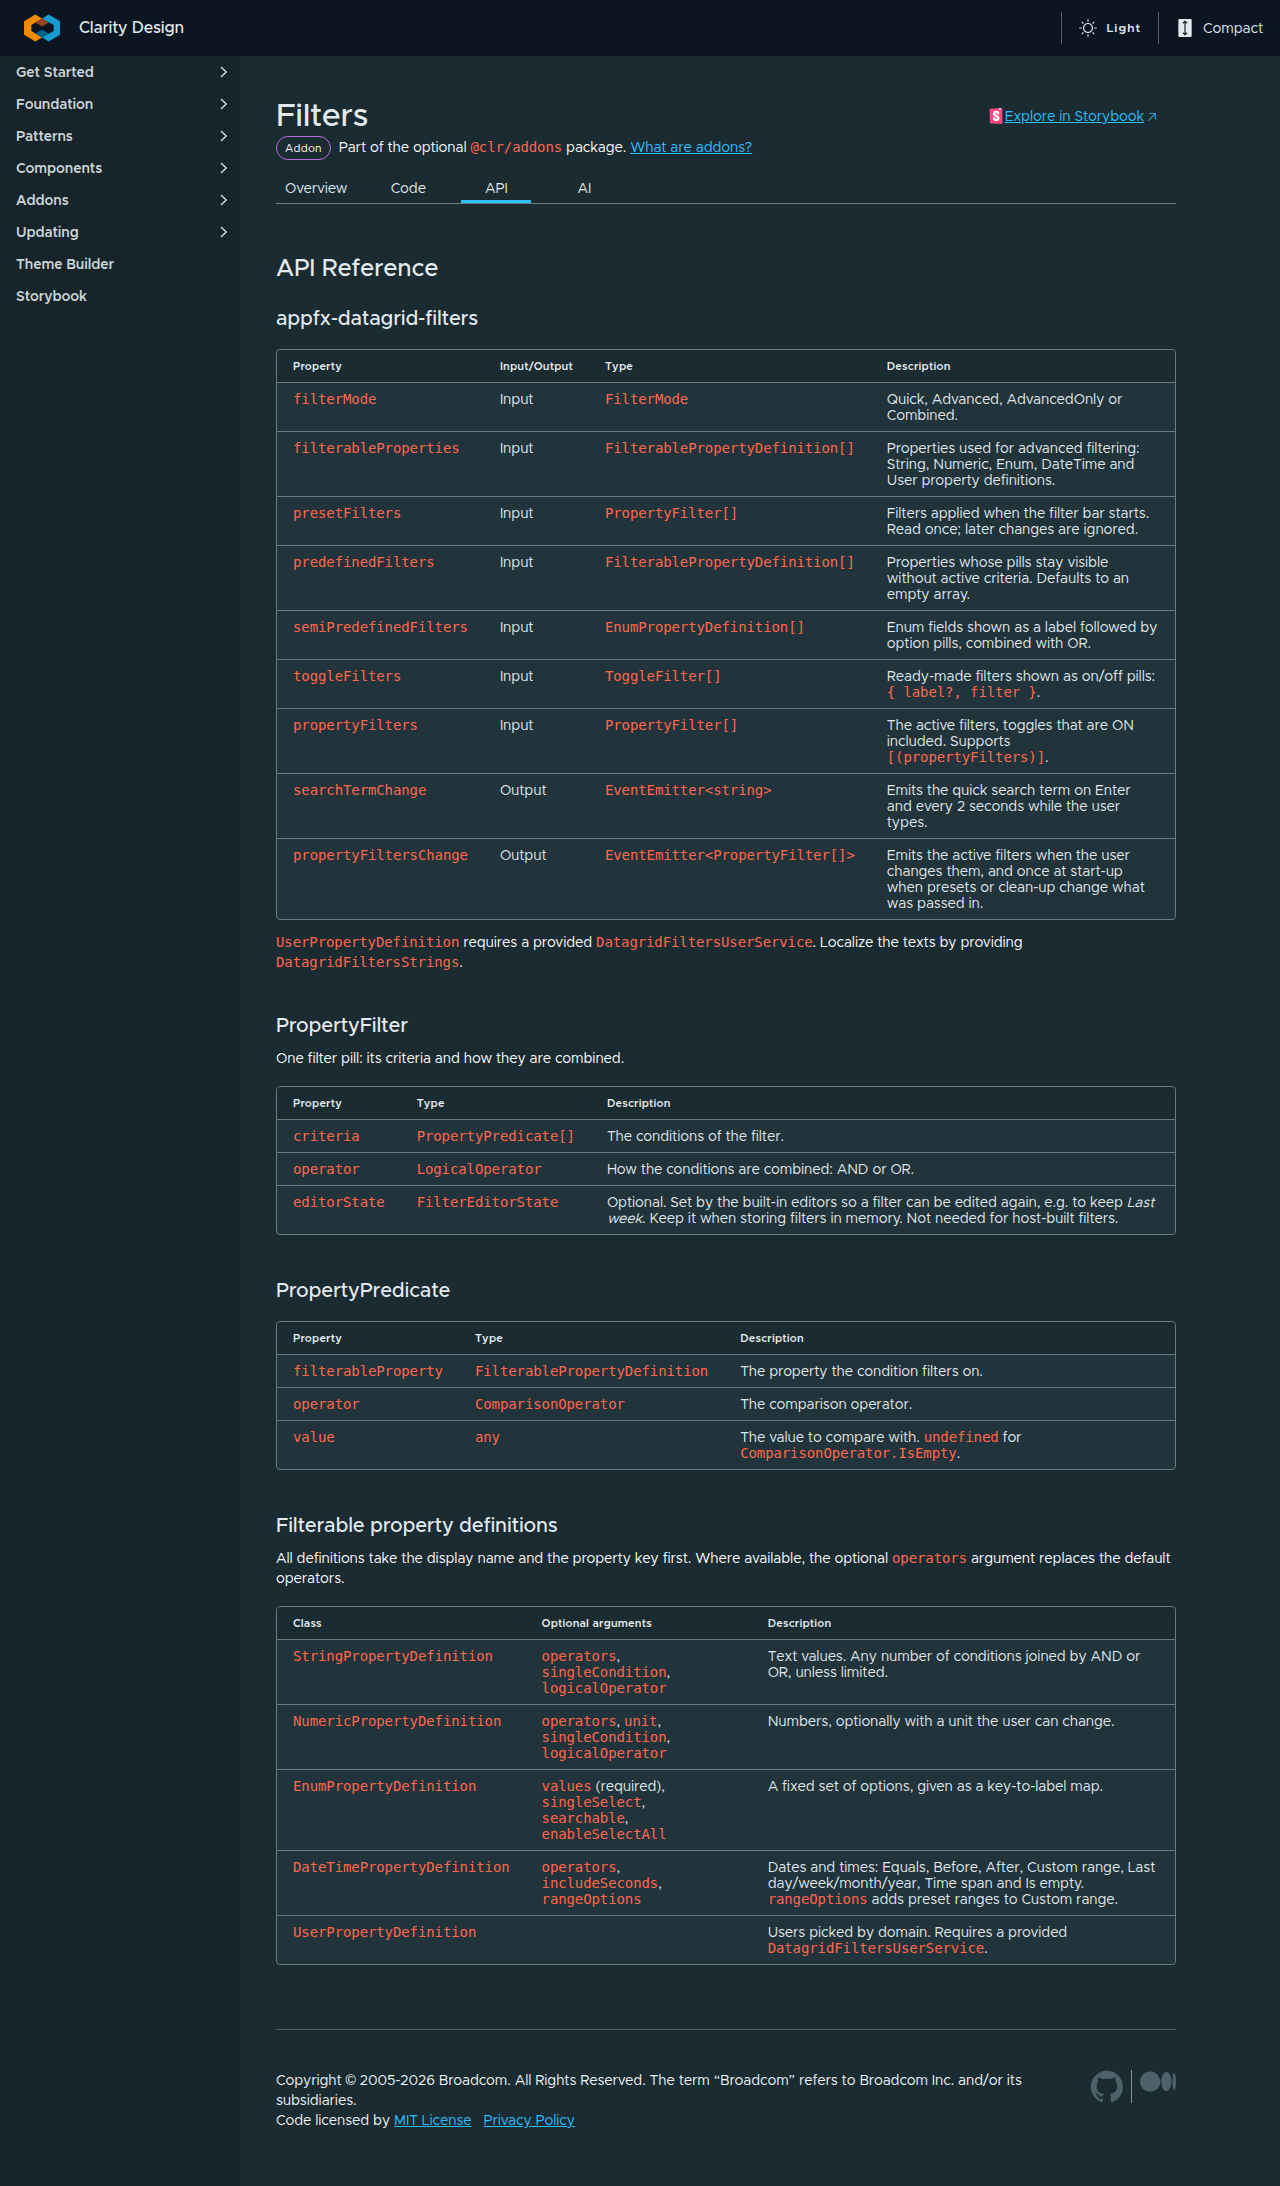 Clarity Design
Light
Compact
Get Started
Foundation
Patterns
Components
Addons
Updating
Theme Builder
Storybook
Filters
Explore in Storybook
Addon Part of the optional @clr/addons package. What are addons?
Overview Code API AI
API Reference
appfx-datagrid-filters
Property Input/Output Type Description
filterMode Input FilterMode Quick, Advanced, AdvancedOnly or
Combined.
filterableProperties Input FilterablePropertyDefinition[] Properties used for advanced filtering:
String, Numeric, Enum, DateTime and
User property definitions.
presetFilters Input PropertyFilter[] Filters applied when the filter bar starts.
Read once; later changes are ignored.
predefinedFilters Input FilterablePropertyDefinition[] Properties whose pills stay visible
without active criteria. Defaults to an
empty array.
semiPredefinedFilters Input EnumPropertyDefinition[] Enum fields shown as a label followed by
option pills, combined with OR.
toggleFilters Input ToggleFilter[] Ready-made filters shown as on/off pills:
{ label?, filter }.
propertyFilters Input PropertyFilter[] The active filters, toggles that are ON
included. Supports
[(propertyFilters)].
searchTermChange Output EventEmitter<string> Emits the quick search term on Enter
and every 2 seconds while the user
types.
propertyFiltersChange Output EventEmitter<PropertyFilter[]> Emits the active filters when the user
changes them, and once at start-up
when presets or clean-up change what
was passed in.
UserPropertyDefinition requires a provided DatagridFiltersUserService. Localize the texts by providing
DatagridFiltersStrings.
PropertyFilter
One filter pill: its criteria and how they are combined.
Property Type Description
criteria PropertyPredicate[] The conditions of the filter.
operator LogicalOperator How the conditions are combined: AND or OR.
editorState FilterEditorState Optional. Set by the built-in editors so a filter can be edited again, e.g. to keep Last
week. Keep it when storing filters in memory. Not needed for host-built filters.
PropertyPredicate
Property Type Description
filterableProperty FilterablePropertyDefinition The property the condition filters on.
operator ComparisonOperator The comparison operator.
value any The value to compare with. undefined for
ComparisonOperator.IsEmpty.
Filterable property definitions
All definitions take the display name and the property key first. Where available, the optional operators argument replaces the default
operators.
Class Optional arguments Description
StringPropertyDefinition operators, Text values. Any number of conditions joined by AND or
singleCondition, OR, unless limited.
logicalOperator
NumericPropertyDefinition operators, unit, Numbers, optionally with a unit the user can change.
singleCondition,
logicalOperator
EnumPropertyDefinition values (required), A fixed set of options, given as a key-to-label map.
singleSelect,
searchable,
enableSelectAll
DateTimePropertyDefinition operators, Dates and times: Equals, Before, After, Custom range, Last
includeSeconds, day/week/month/year, Time span and Is empty.
rangeOptions rangeOptions adds preset ranges to Custom range.
UserPropertyDefinition Users picked by domain. Requires a provided
DatagridFiltersUserService.
Copyright © 2005-2026 Broadcom. All Rights Reserved. The term “Broadcom” refers to Broadcom Inc. and/or its
subsidiaries.
Code licensed by MIT License Privacy Policy